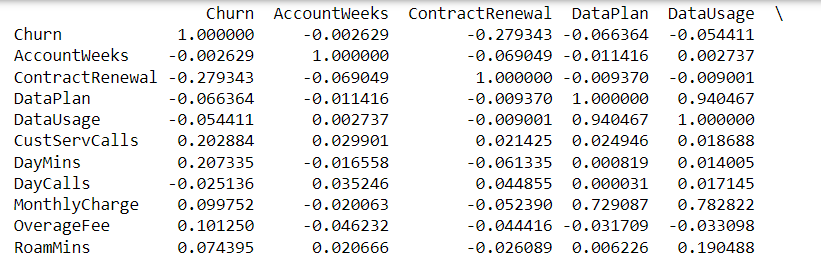 Churn AccountWeeks ContractRenewal DataPlan DataUsage \
Churn 1.000000 -0.002629 -0.279343 -0.066364 -0.054411
AccountWeeks -0.002629 1.000000 -0.069049 -0.011416 0.002737
ContractRenewal -0.279343 -0.069049 1.000000 -0.009370 -0.009001
DataPlan -0.066364 -0.011416 -0.009370 1.000000 0.940467
DataUsage -0.054411 0.002737 -0.009001 0.940467 1.000000
CustServCalls 0.202884 0.029901 0.021425 0.024946 0.018688
DayMins 0.207335 -0.016558 -0.061335 0.000819 0.014005
DayCalls -0.025136 0.035246 0.044855 0.000031 0.017145
MonthlyCharge 0.099752 -0.020063 -0.052390 0.729087 0.782822
OverageFee 0.101250 -0.046232 -0.044416 -0.031709 -0.033098
RoamMins 0.074395 0.020666 -0.026089 0.006226 0.190488